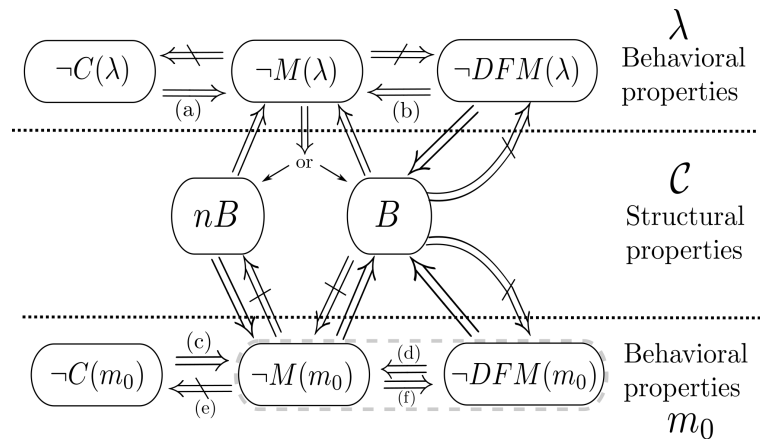 λ
¬C(λ) ¬M(λ) ¬DFM(λ) Behavioral
properties
(a) (b)
or
nB B
𝒞
Structural
properties
(c) (d)
¬C(m₀) ¬M(m₀) ¬DFM(m₀)
(e) (f)
Behavioral
properties
m₀